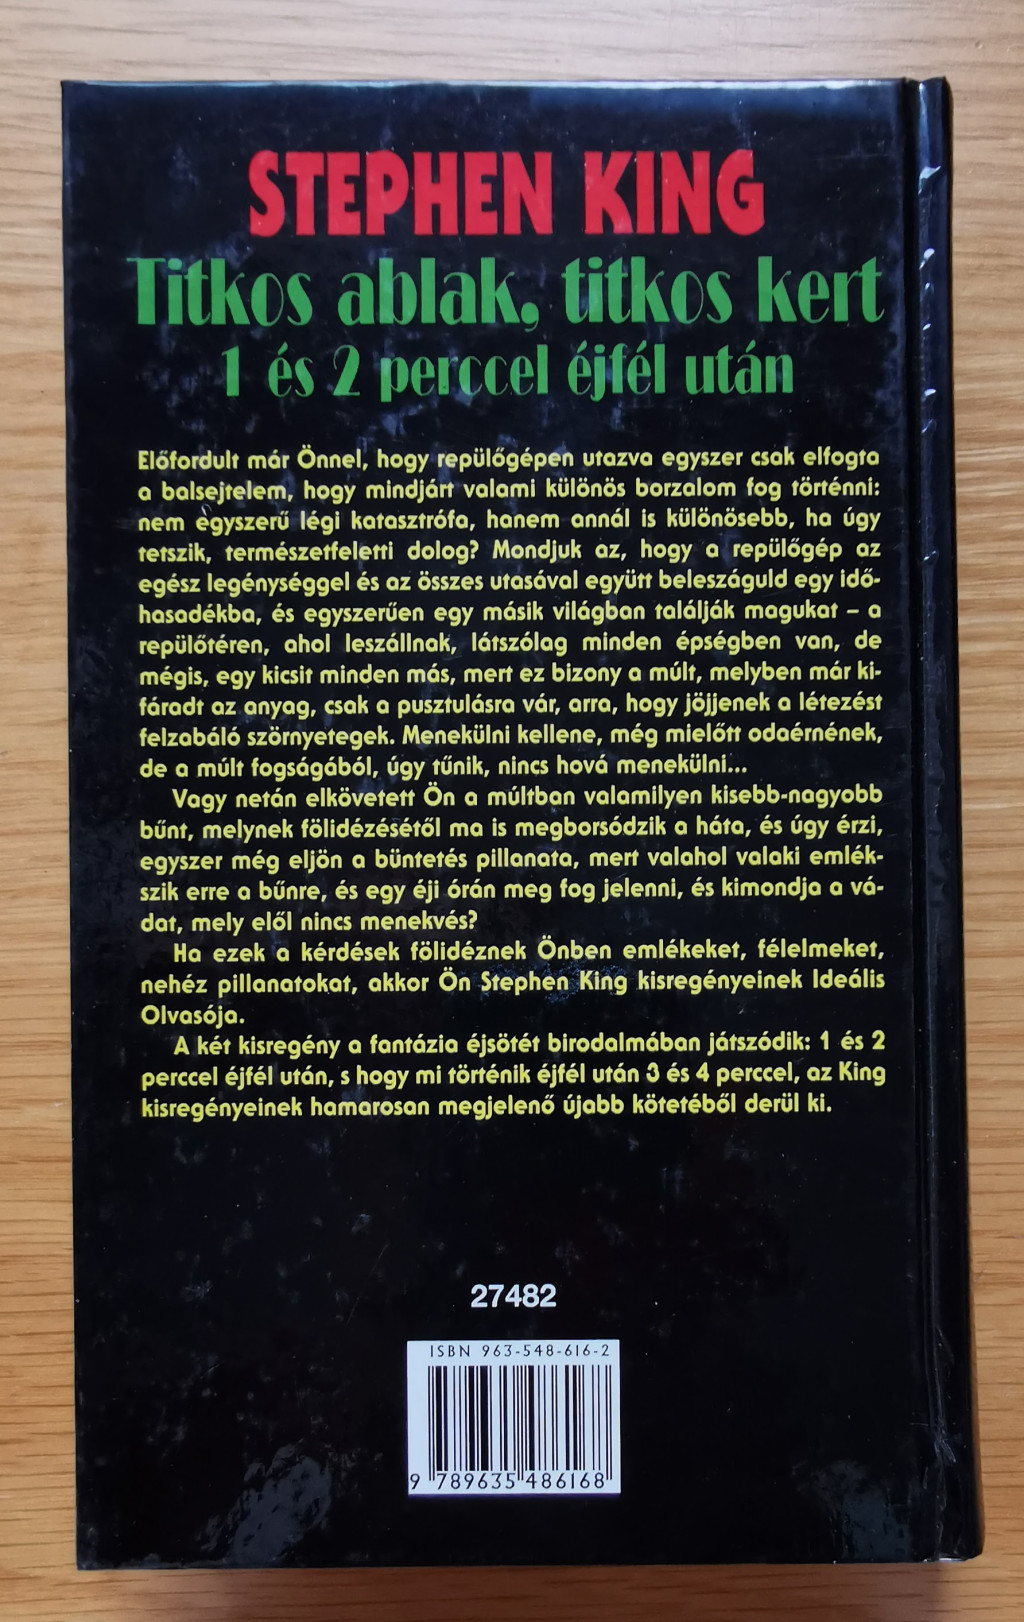 STEPHEN KING
Titkos ablak, titkos kert
1 és 2 perccel éjfél után
Előfordult már Önnel, hogy repülőgépen utazva egyszer csak elfogta
a balsejtelem, hogy mindjárt valami különös borzalom fog történni:
nem egyszerű légi katasztrófa, hanem annál is különösebb, ha úgy
tetszik, természetfeletti dolog? Mondjuk az, hogy a repülőgép az
egész legénységgel és az összes utasával együtt beleszáguld egy idő-
hasadékba, és egyszerűen egy másik világban találják magukat – a
repülőtéren, ahol leszállnak, látszólag minden épségben van, de
mégis, egy kicsit minden más, mert ez bizony a múlt, melyben már ki-
fáradt az anyag, csak a pusztulásra vár, arra, hogy jöjjenek a létezést
felzabáló szörnyetegek. Menekülni kellene, még mielőtt odaérnének,
de a múlt fogságából, úgy tűnik, nincs hová menekülni...
Vagy netán elkövetett Ön a múltban valamilyen kisebb-nagyobb
bűnt, melynek fölidézésétől ma is megborsódzik a háta, és úgy érzi,
egyszer még eljön a büntetés pillanata, mert valahol valaki emlék-
szik erre a bűnre, és egy éji órán meg fog jelenni, és kimondja a vá-
dat, mely elől nincs menekvés?
Ha ezek a kérdések fölidéznek Önben emlékeket, félelmeket,
nehéz pillanatokat, akkor Ön Stephen King kisregényeinek Ideális
Olvasója.
A két kisregény a fantázia éjsötét birodalmában játszódik: 1 és 2
perccel éjfél után, s hogy mi történik éjfél után 3 és 4 perccel, az King
kisregényeinek hamarosan megjelenő újabb kötetéből derül ki.
27482
ISBN 963-548-616-2
9 789635 486168